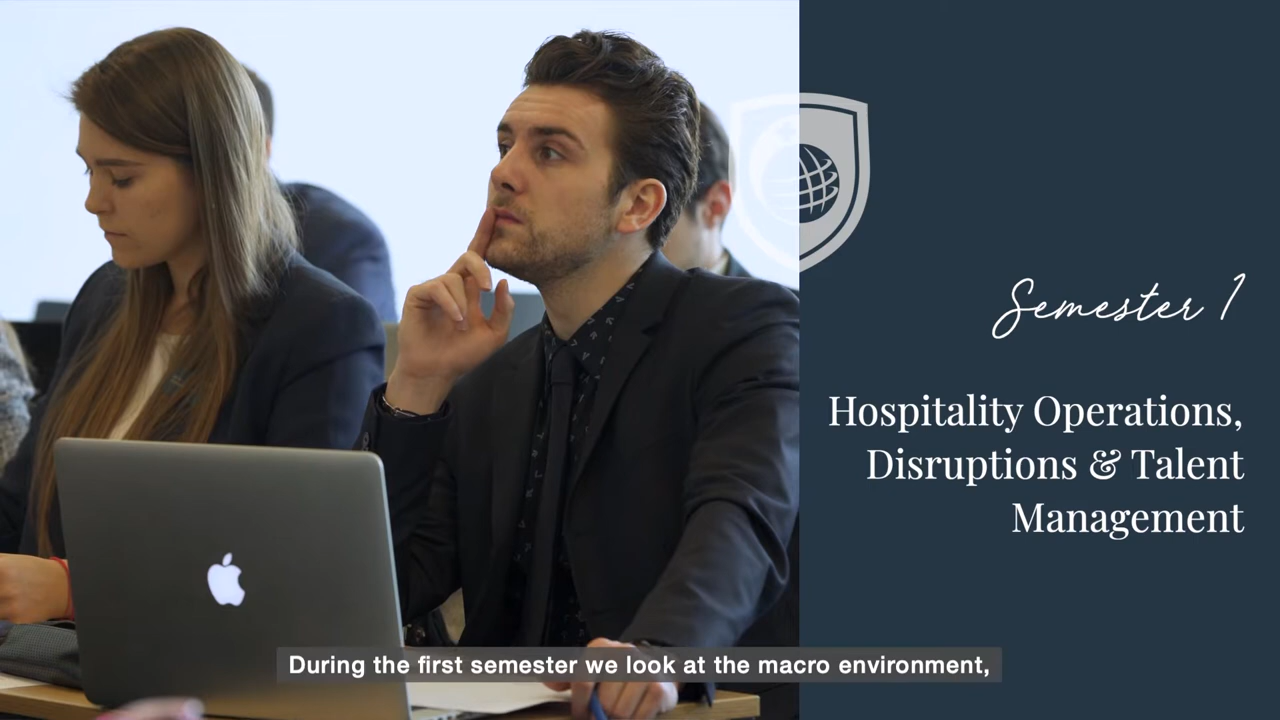 Semester 1
Hospitality Operations,
Disruptions & Talent
Management
During the first semester we look at the macro environment,